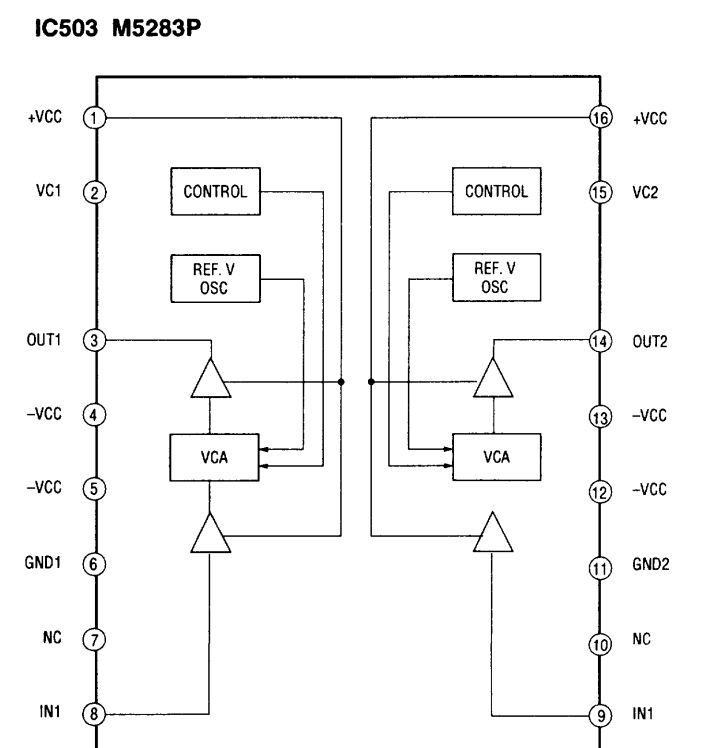 IC503 M5283P
+VCC 1 16 +VCC
VC1 2 CONTROL CONTROL 15 VC2
REF. V REF. V
OSC OSC
OUT1 3 14 OUT2
–VCC 4 13 –VCC
VCA VCA
–VCC 5 12 –VCC
GND1 6 11 GND2
NC 7 10 NC
IN1 8 9 IN1